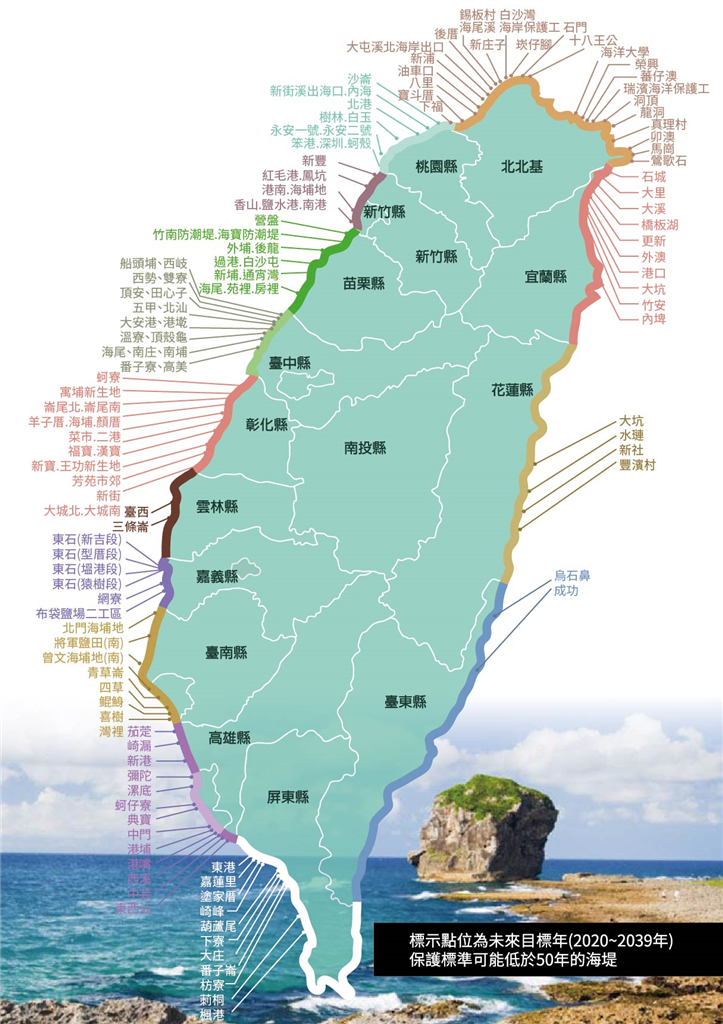 錫板村 白沙灣
海尾溪 海岸保護工 石門
後厝
新庄子 崁仔腳 十八王公
大屯溪北海岸出口
新浦
油車口
八里
寶斗厝
下福
海洋大學
榮興
蕃仔澳
瑞濱海洋保護工
洞頂
龍洞
真理村
卯澳
馬崗
鶯歌石
沙崙
新街溪出海口.內海
北港
樹林.白玉
永安一號.永安二號
笨港.深圳.蚵殼
新豐
紅毛港.鳳坑
港南.海埔地
香山.鹽水港.南港
營盤
竹南防潮堤.海寶防潮堤
外埔.後龍
過港.白沙屯
新埔.通宵灣
海尾.苑裡.房裡
船頭埔、西岐
西勢、雙寮
頂安、田心子
五甲、北汕
大安港、港墘
溫寮、頂殼龜
海尾、南庄、南埔
番子寮、高美
蚵寮
寓埔新生地
崙尾北.崙尾南
羊子厝.海埔.顏厝
菜市.二港
福寶.漢寶
新寶.王功新生地
芳苑市郊
新街
大城北.大城南
臺西
三條崙
東石(新吉段)
東石(型厝段)
東石(塭港段)
東石(猿樹段)
網寮
布袋鹽場二工區
北門海埔地
將軍鹽田(南)
曾文海埔地(南)
青草崙
四草
鯤鯓
喜樹
灣裡
茄萣
崎漏
新港
彌陀
漯底
蚵仔寮
典寶
中門
港埔
東港
嘉蓮里
塗家厝
崎峰
葫蘆尾
下寮
大庄
番子崙
枋寮
莿桐
楓港
石城
大里
大溪
橋板湖
更新
外澳
港口
大坑
竹安
內埤
大坑
水璉
新社
豐濱村
烏石鼻
成功
桃園縣
北北基
新竹縣
新竹縣
宜蘭縣
苗栗縣
臺中縣
花蓮縣
彰化縣
南投縣
雲林縣
嘉義縣
臺南縣
臺東縣
高雄縣
屏東縣
標示點位為未來目標年(2020~2039年)
保護標準可能低於50年的海堤